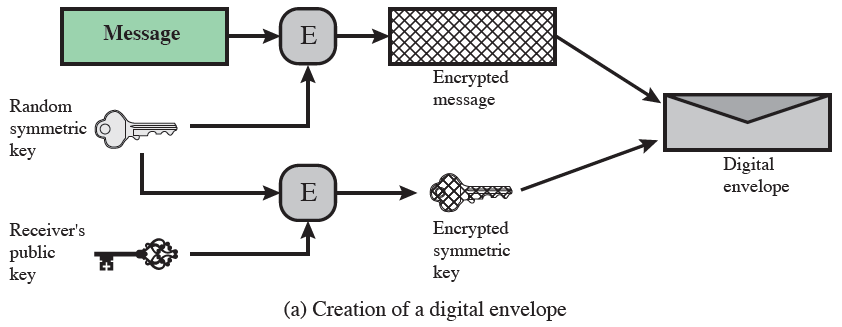 Message
E
Encrypted
message
Random
symmetric
key
Digital
envelope
E
Receiver's
public
key
Encrypted
symmetric
key
(a) Creation of a digital envelope